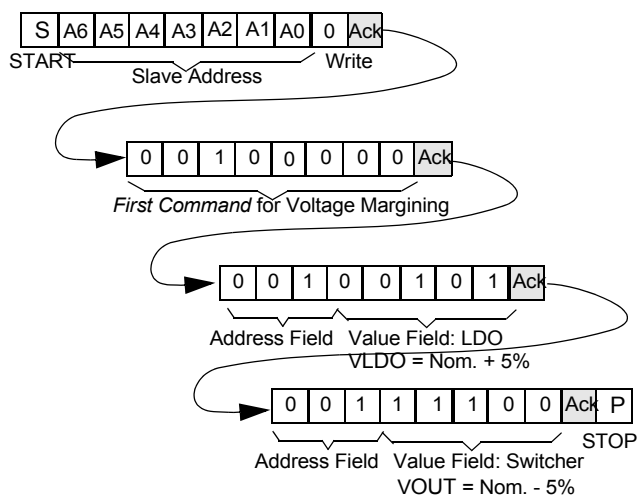 S A6 A5 A4 A3 A2 A1 A0 0 Ack
START Slave Address Write
0 0 1 0 0 0 0 0 Ack
First Command for Voltage Margining
0 0 1 0 0 1 0 1 Ack
Address Field Value Field: LDO
VLDO = Nom. + 5%
0 0 1 1 1 1 0 0 Ack P
STOP
Address Field Value Field: Switcher
VOUT = Nom. - 5%